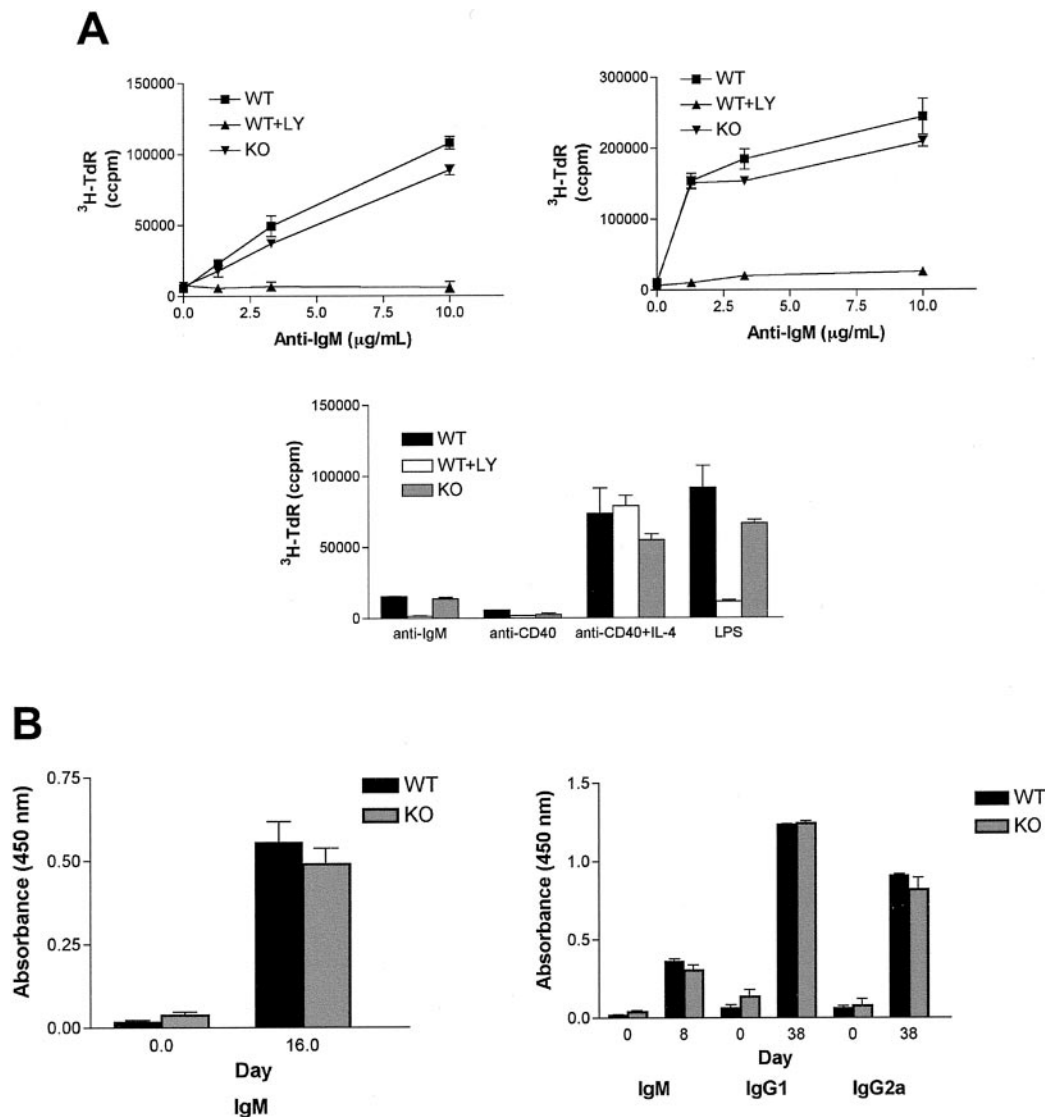 A
150000
100000
50000
0
³H-TdR
(ccpm)
WT
WT+LY
KO
0.0 2.5 5.0 7.5 10.0
Anti-IgM (µg/mL)
300000
200000
100000
0
³H-TdR
(ccpm)
WT
WT+LY
KO
0.0 2.5 5.0 7.5 10.0
Anti-IgM (µg/mL)
150000
100000
50000
0
³H-TdR (ccpm)
WT
WT+LY
KO
anti-IgM anti-CD40 anti-CD40+IL-4 LPS
B
0.75
0.50
0.25
0.00
Absorbance (450 nm)
WT
KO
0.0 16.0
Day
IgM
1.5
1.0
0.5
0.0
Absorbance (450 nm)
WT
KO
0 8 0 38 0 38
Day
IgM IgG1 IgG2a